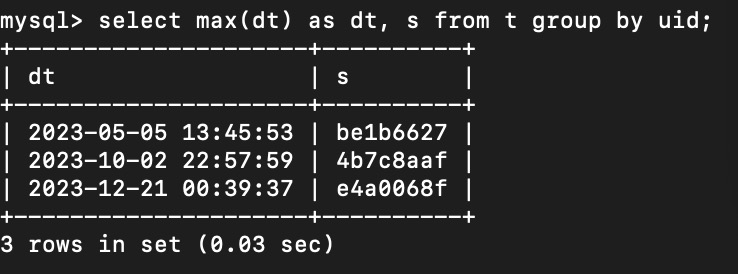 mysql> select max(dt) as dt, s from t group by uid;
+---------------------+----------+
| dt                  | s        |
+---------------------+----------+
| 2023-05-05 13:45:53 | be1b6627 |
| 2023-10-02 22:57:59 | 4b7c8aaf |
| 2023-12-21 00:39:37 | e4a0068f |
+---------------------+----------+
3 rows in set (0.03 sec)